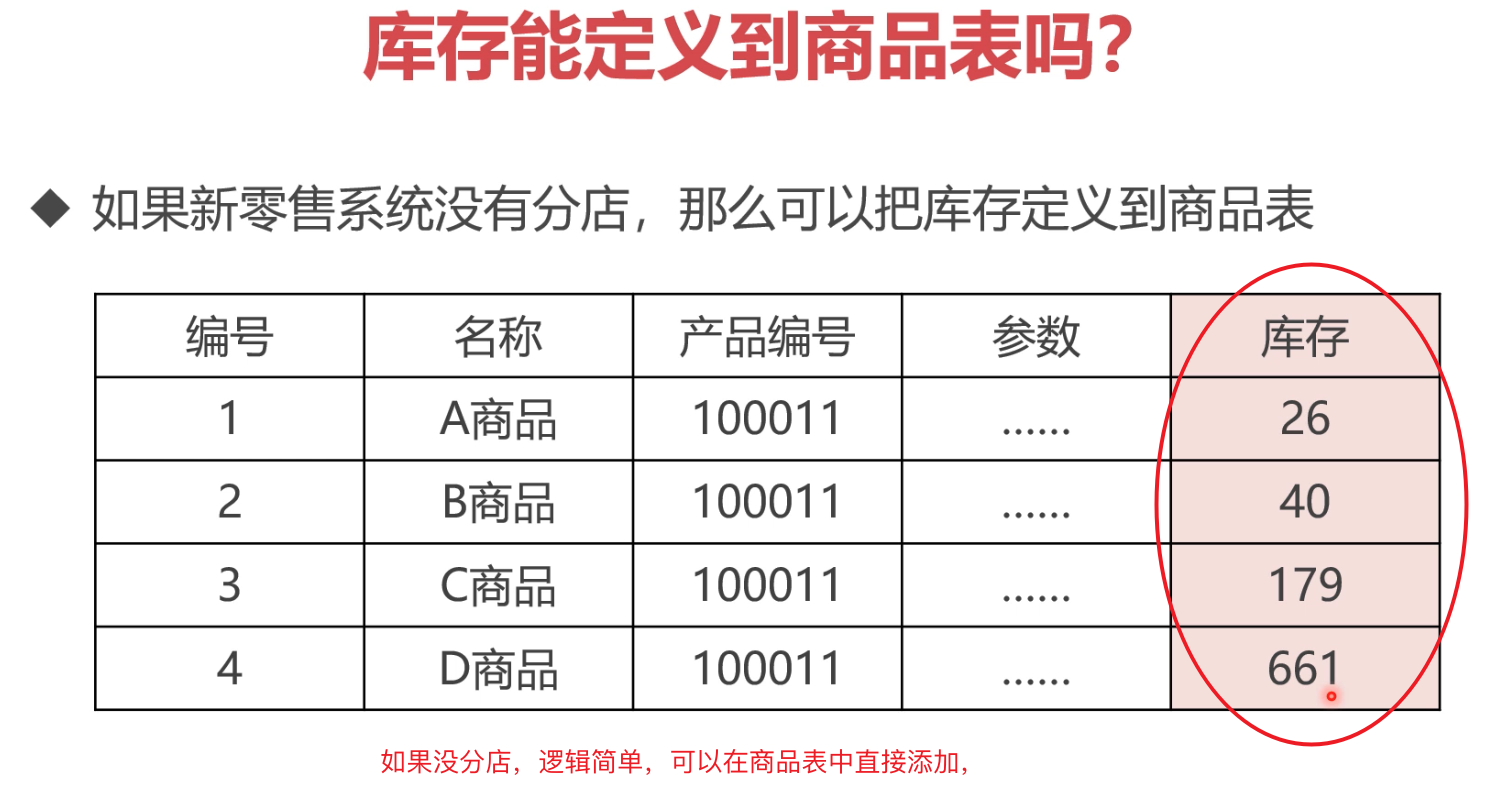 库存能定义到商品表吗?
◆ 如果新零售系统没有分店，那么可以把库存定义到商品表
编号 名称 产品编号 参数 库存
1 A商品 100011 …… 26
2 B商品 100011 …… 40
3 C商品 100011 …… 179
4 D商品 100011 …… 661
如果没分店，逻辑简单，可以在商品表中直接添加，